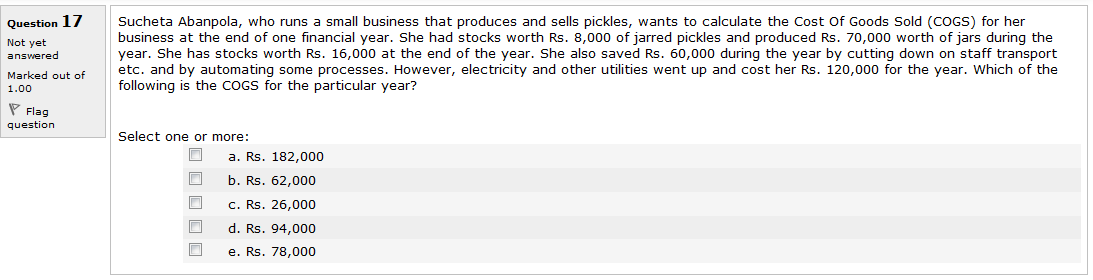 Question 17
Not yet
answered
Marked out of
1.00
Flag
question
Sucheta Abanpola, who runs a small business that produces and sells pickles, wants to calculate the Cost Of Goods Sold (COGS) for her
business at the end of one financial year. She had stocks worth Rs. 8,000 of jarred pickles and produced Rs. 70,000 worth of jars during the
year. She has stocks worth Rs. 16,000 at the end of the year. She also saved Rs. 60,000 during the year by cutting down on staff transport
etc. and by automating some processes. However, electricity and other utilities went up and cost her Rs. 120,000 for the year. Which of the
following is the COGS for the particular year?
Select one or more:
a. Rs. 182,000
b. Rs. 62,000
c. Rs. 26,000
d. Rs. 94,000
e. Rs. 78,000